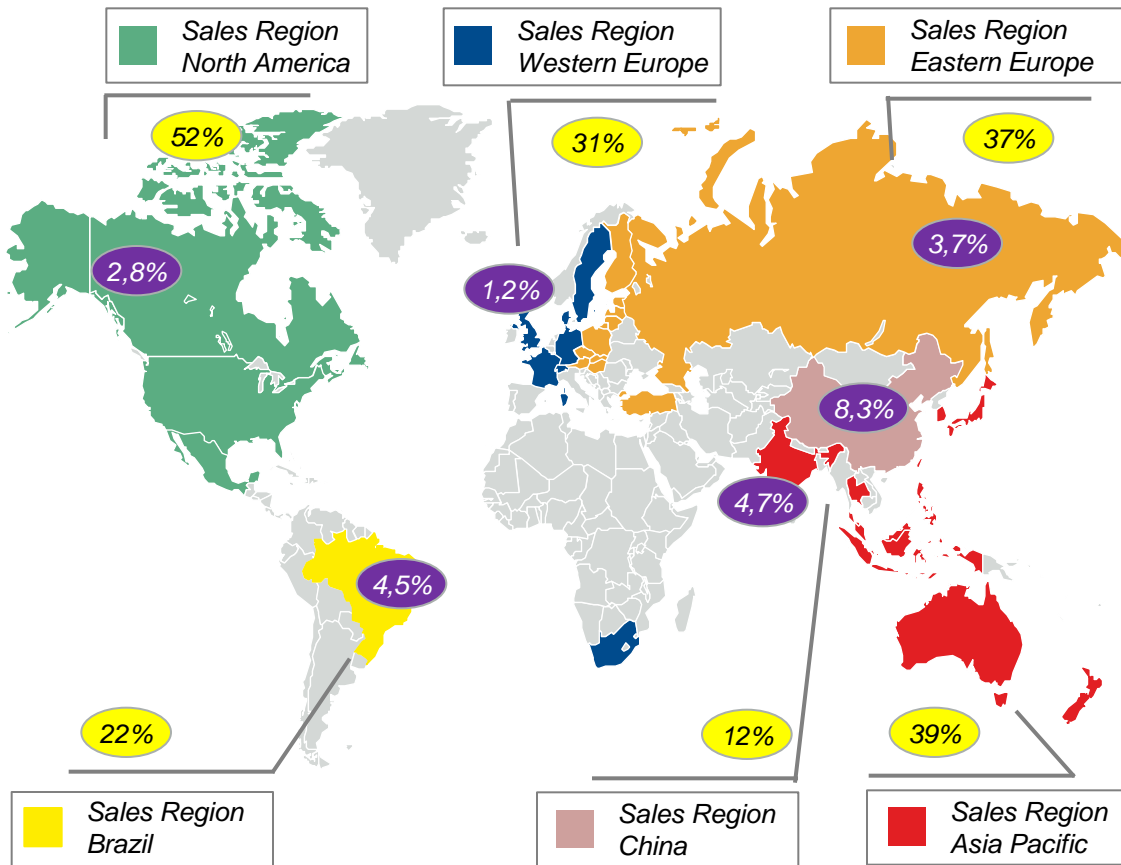 Sales Region
North America
Sales Region
Western Europe
Sales Region
Eastern Europe
52%
31%
37%
2,8%
1,2%
3,7%
8,3%
4,7%
4,5%
22%
12%
39%
Sales Region
Brazil
Sales Region
China
Sales Region
Asia Pacific